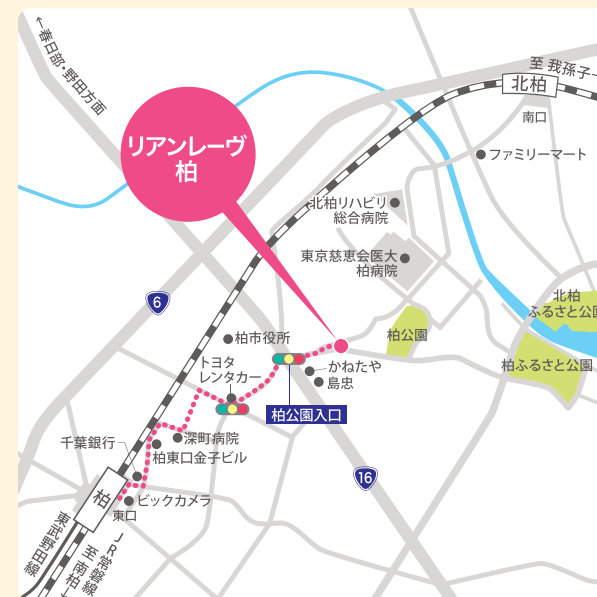 ←春日部・野田方面
至 我孫子→
北柏
南口
ファミリーマート
リアンレーヴ
柏
北柏リハビリ
総合病院
東京慈恵会医大
柏病院
6
北柏
ふるさと公園
柏市役所
柏公園
トヨタ
レンタカー
かねたや
島忠
柏ふるさと公園
柏公園入口
千葉銀行
深町病院
柏東口金子ビル
16
柏
ビックカメラ
東口
東武野田線
JR常磐線
至 南柏←